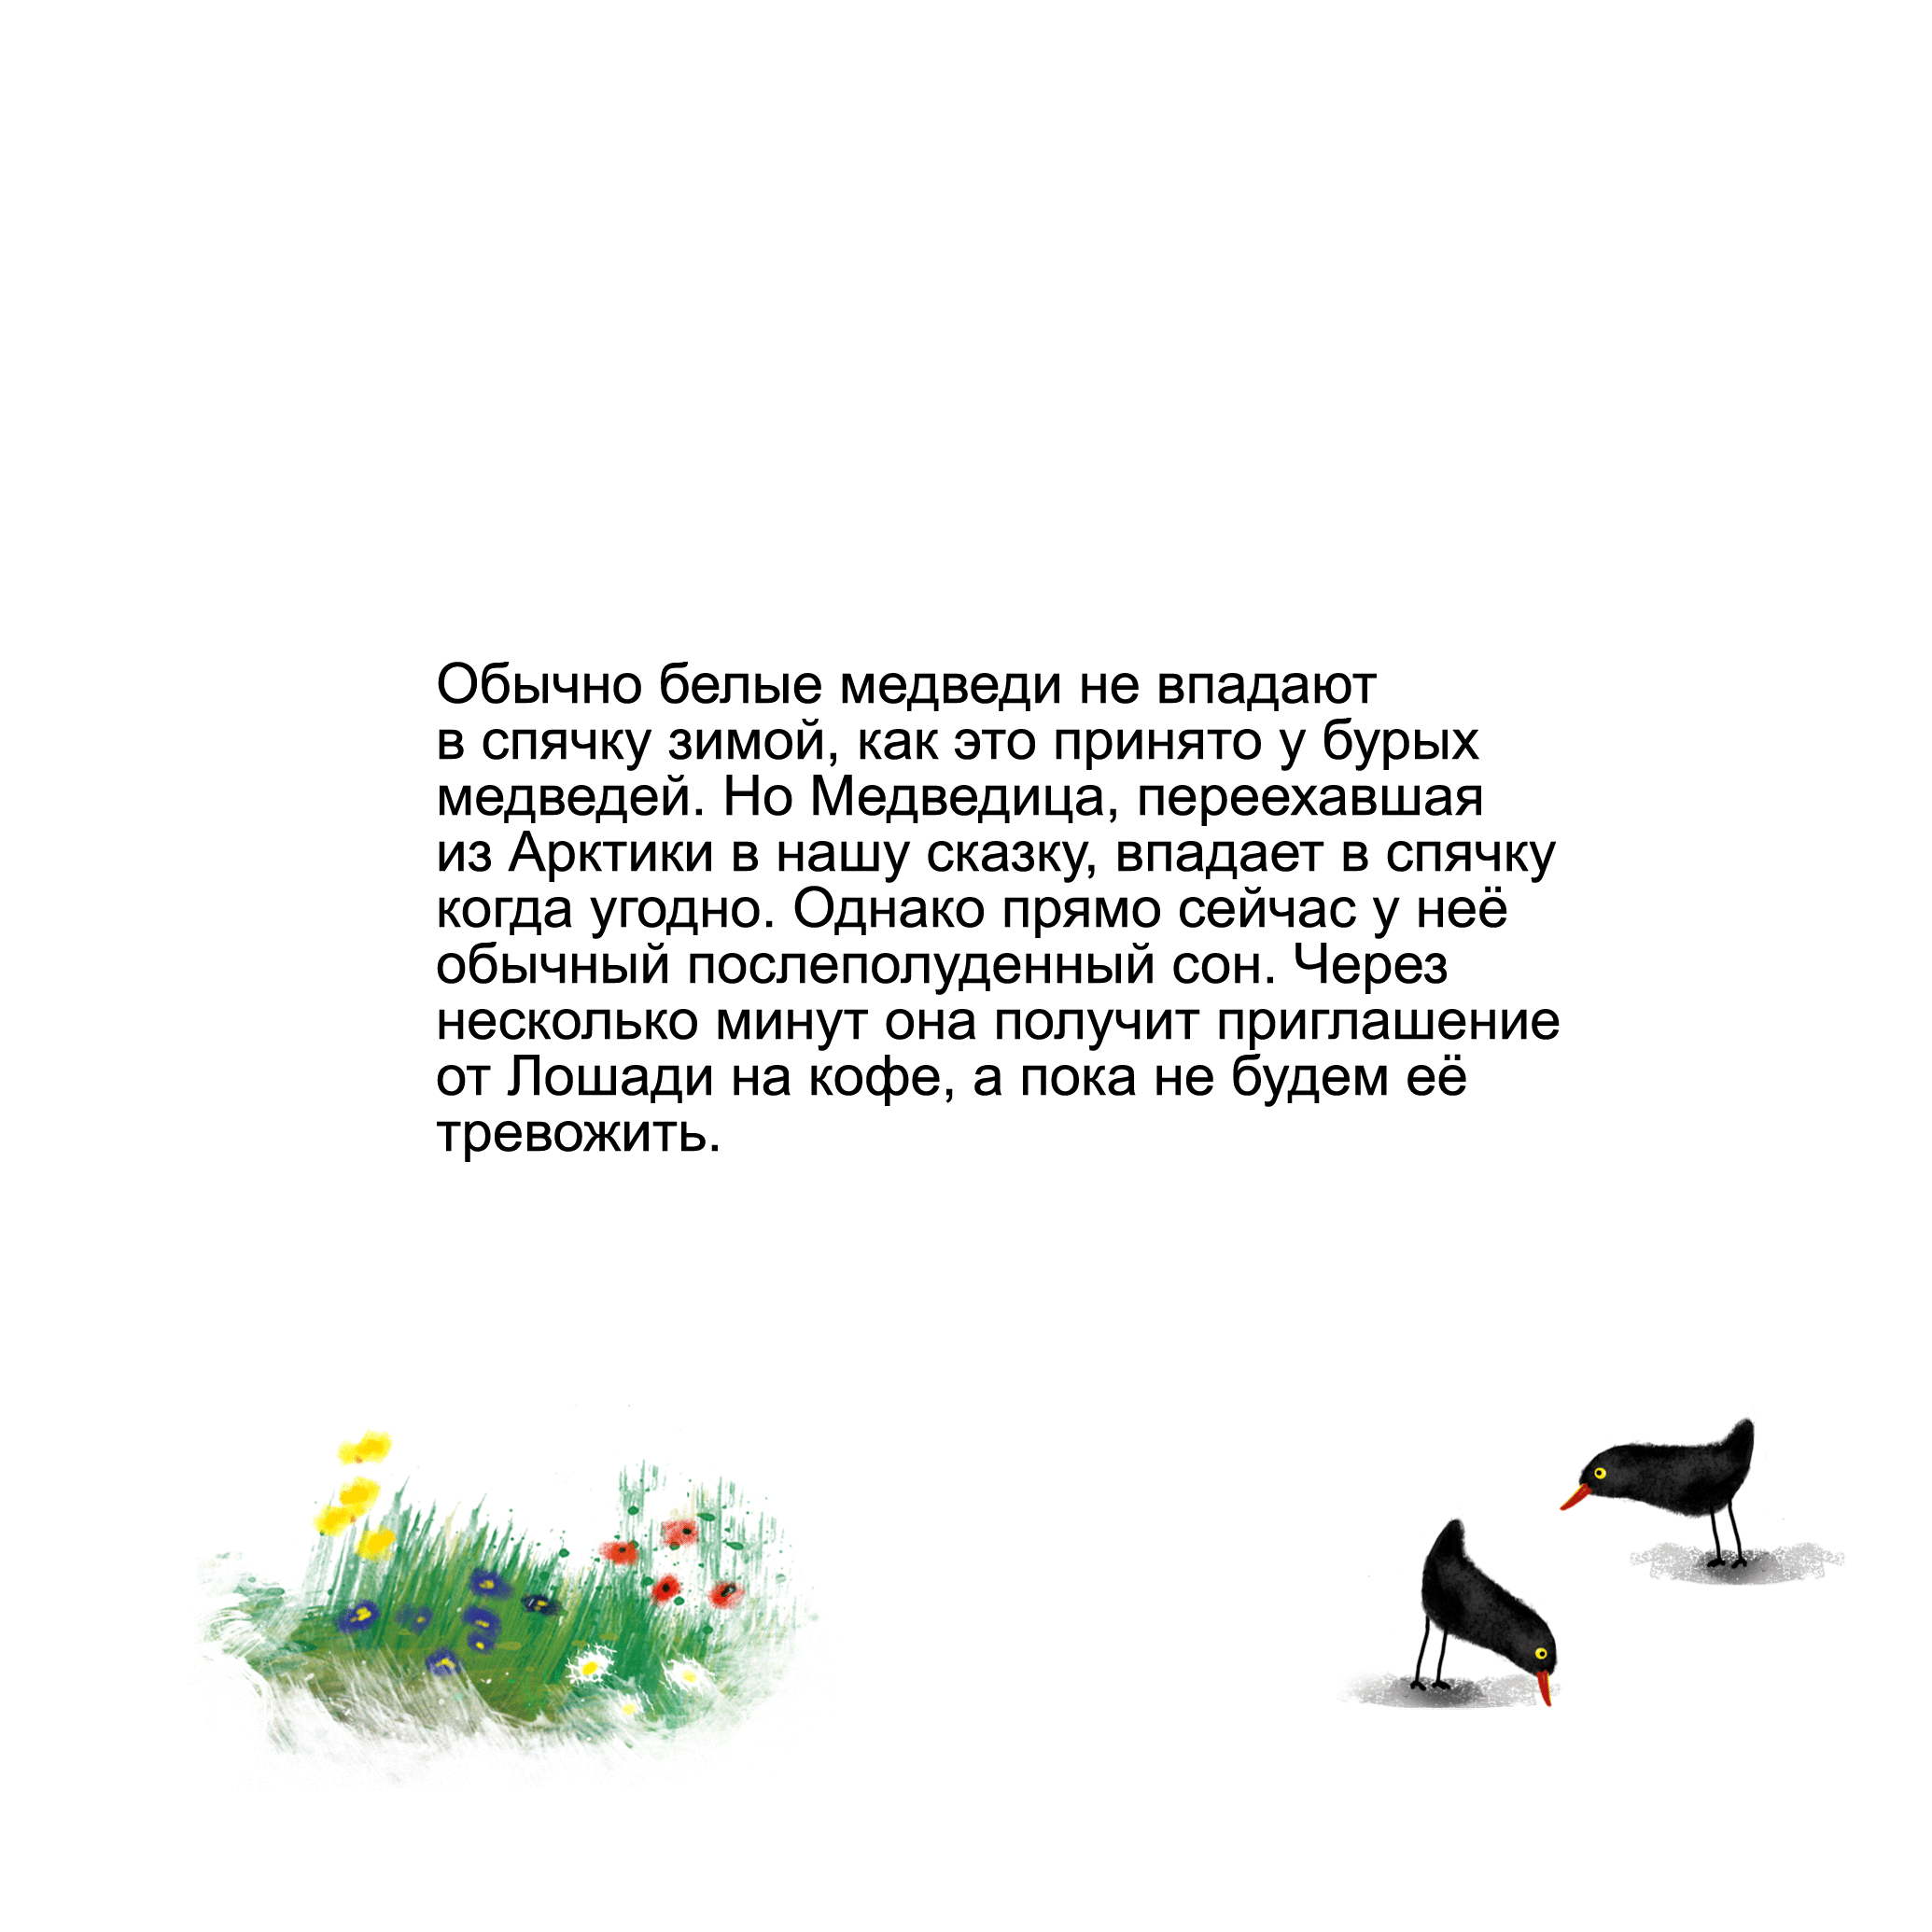 Обычно белые медведи не впадают
в спячку зимой, как это принято у бурых
медведей. Но Медведица, переехавшая
из Арктики в нашу сказку, впадает в спячку
когда угодно. Однако прямо сейчас у неё
обычный послеполуденный сон. Через
несколько минут она получит приглашение
от Лошади на кофе, а пока не будем её
тревожить.